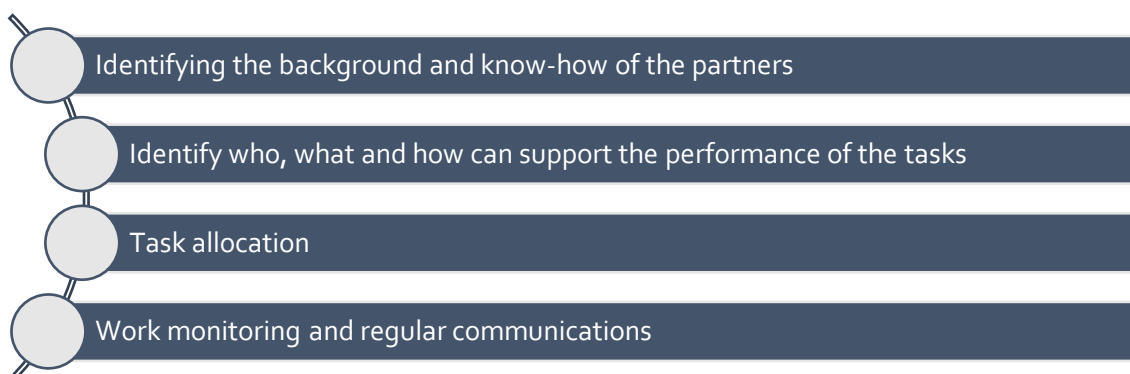 Identifying the background and know-how of the partners
Identify who, what and how can support the performance of the tasks
Task allocation
Work monitoring and regular communications